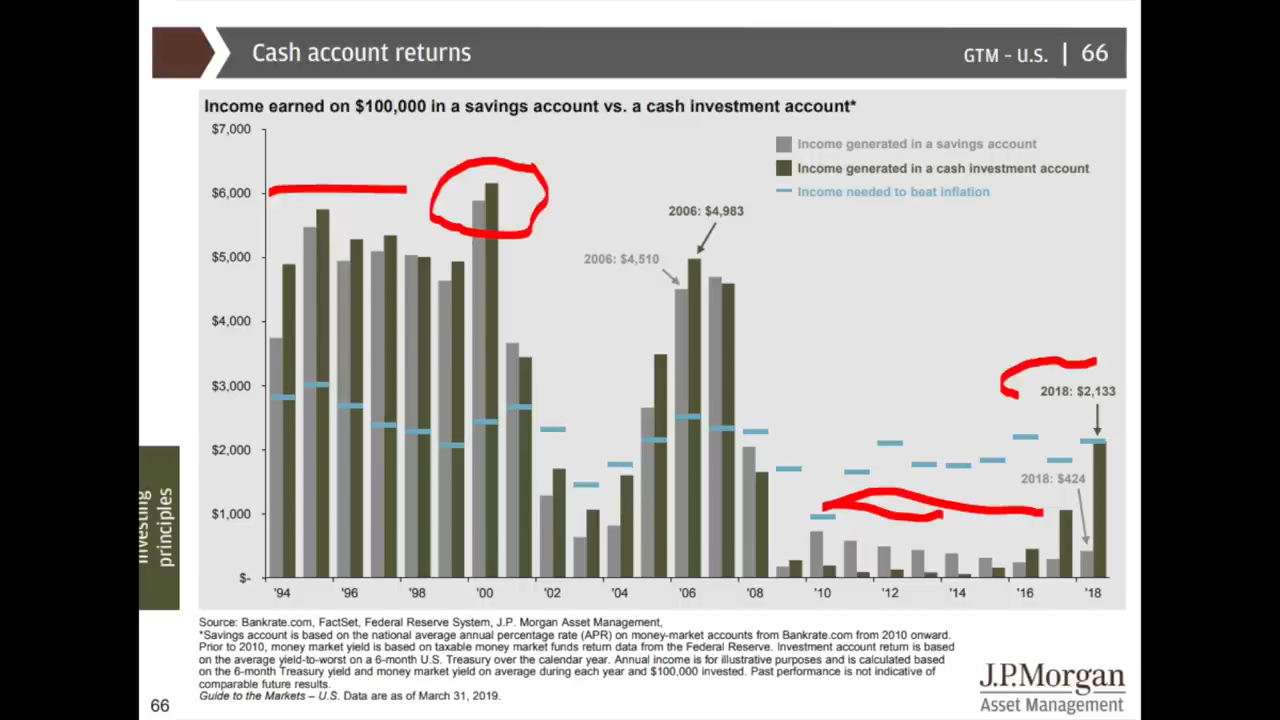 Cash account returns
GTM – U.S. | 66
Income earned on $100,000 in a savings account vs. a cash investment account*
$7,000
$6,000
$5,000
$4,000
$3,000
$2,000
$1,000
$-
Income generated in a savings account
Income generated in a cash investment account
Income needed to beat inflation
2006: $4,983
2006: $4,510
2018: $2,133
2018: $424
'94 '96 '98 '00 '02 '04 '06 '08 '10 '12 '14 '16 '18
Investing
principles
Source: Bankrate.com, FactSet, Federal Reserve System, J.P. Morgan Asset Management,
*Savings account is based on the national average annual percentage rate (APR) on money-market accounts from Bankrate.com from 2010 onward.
Prior to 2010, money market yield is based on taxable money market funds return data from the Federal Reserve. Investment account return is based
on the average yield-to-worst on a 6-month U.S. Treasury over the calendar year. Annual income is for illustrative purposes and is calculated based
on the 6-month Treasury yield and money market yield on average during each year and $100,000 invested. Past performance is not indicative of
comparable future results.
Guide to the Markets – U.S. Data are as of March 31, 2019.
J.P.Morgan
Asset Management
66